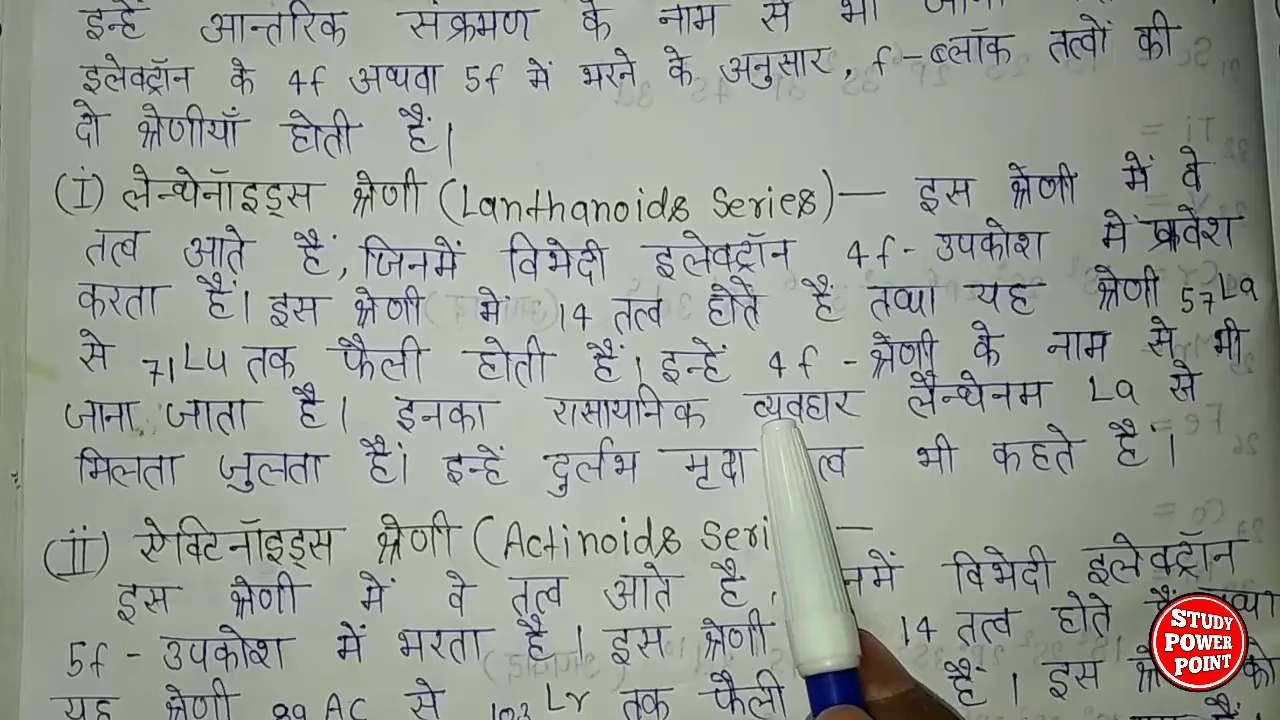 इन्हें आन्तरिक संक्रमण के नाम से भी
इलेक्ट्रॉन के 4f अथवा 5f में भरने के अनुसार, f-ब्लॉक तत्वों की
दो श्रेणीयाँ होती हैं।
(I) लेन्थेनॉइड्स श्रेणी (Lanthanoids Series)— इस श्रेणी में वे
तत्व आते हैं, जिनमें विभेदी इलेक्ट्रॉन 4f-उपकोश में प्रवेश
करता हैं। इस श्रेणी में 14 तत्व होते हैं तथा यह श्रेणी 57La
से 71Lu तक फैली होती हैं। इन्हें 4f-श्रेणी के नाम से भी
जाना जाता है। इनका रासायनिक व्यवहार लैन्थेनम La से
मिलता जुलता है। इन्हें दुर्लभ मृदा भी कहते हैं।
(II) ऐक्टिनॉइड्स श्रेणी (Actinoids Seri —
इस श्रेणी में वे तत्व आते है, विभेदी इलेक्ट्रॉन
5f-उपकोश में भरता है। इस श्रेणी 14 तत्व होते हैं तथा
यह श्रेणी 89AC से 103Lr तक फैली हैं। इस
STUDY
POWER
POINT